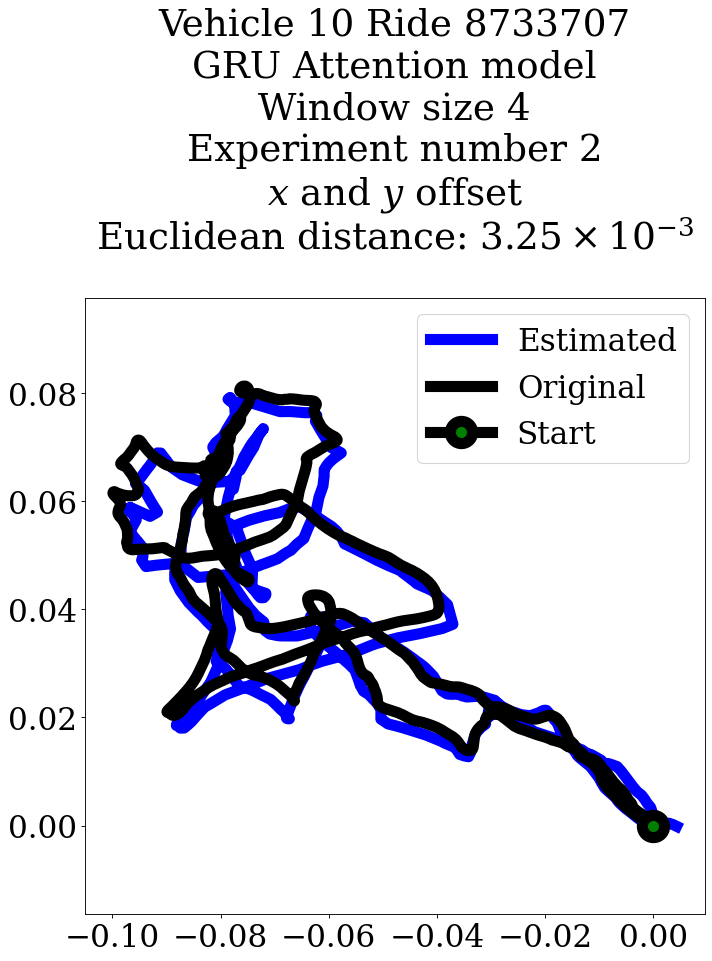 Vehicle 10 Ride 8733707
GRU Attention model
Window size 4
Experiment number 2
x and y offset
Euclidean distance: 3.25 × 10⁻³
Estimated
Original
Start
0.08
0.06
0.04
0.02
0.00
−0.10 −0.08 −0.06 −0.04 −0.02 0.00